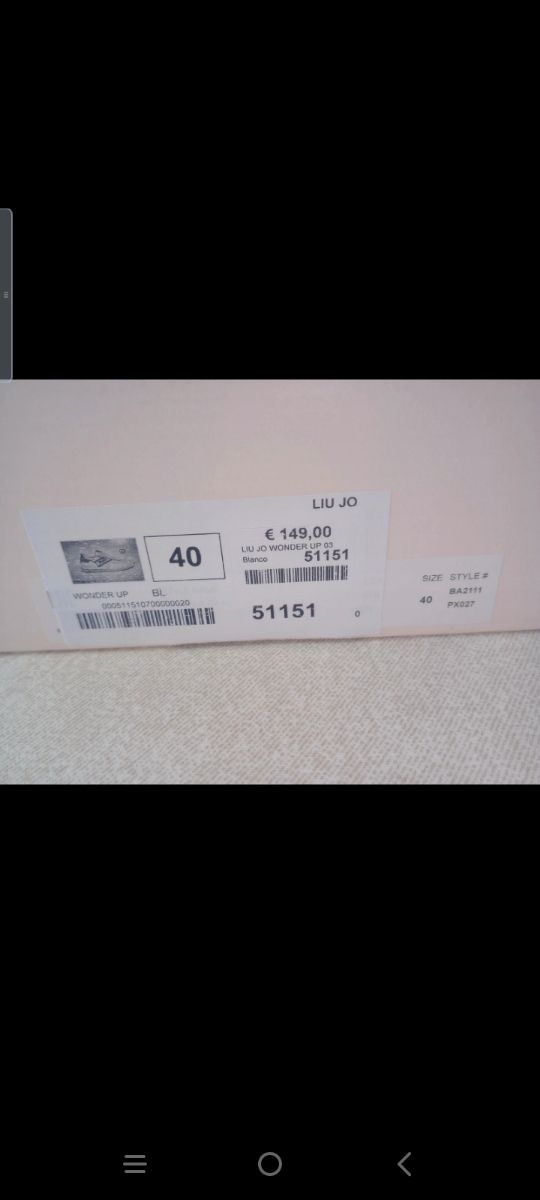 LIU JO
€ 149,00
LIU JO WONDER UP 03
Blanco 51151
40
WONDER UP BL
000511510700000020
51151 0
SIZE STYLE #
40 BA2111
PX027